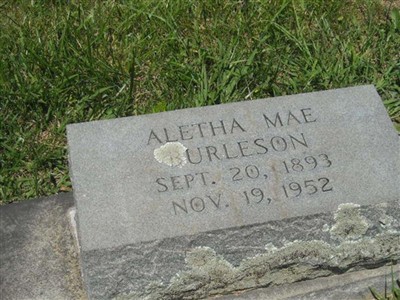 ALETHA MAE
BURLESON
SEPT. 20, 1893
NOV. 19, 1952